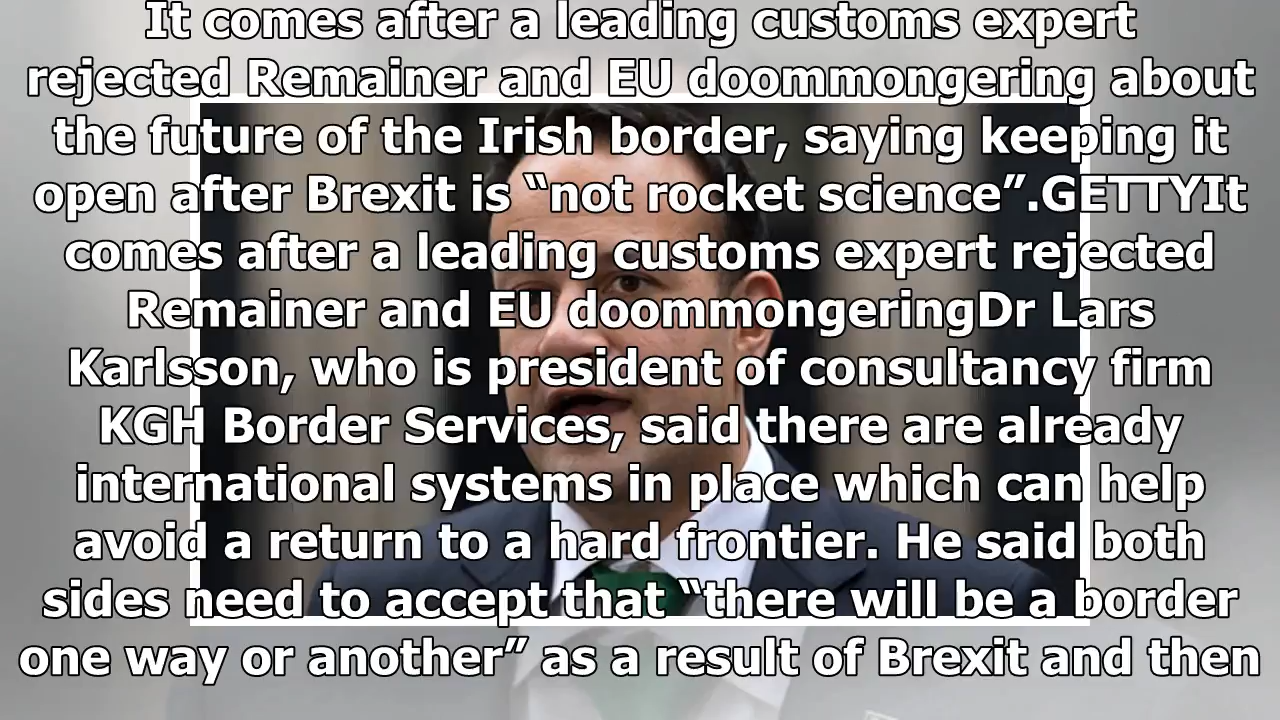 It comes after a leading customs expert
rejected Remainer and EU doommongering about
the future of the Irish border, saying keeping it
open after Brexit is “not rocket science”.GETTYIt
comes after a leading customs expert rejected
Remainer and EU doommongeringDr Lars
Karlsson, who is president of consultancy firm
KGH Border Services, said there are already
international systems in place which can help
avoid a return to a hard frontier. He said both
sides need to accept that “there will be a border
one way or another” as a result of Brexit and then